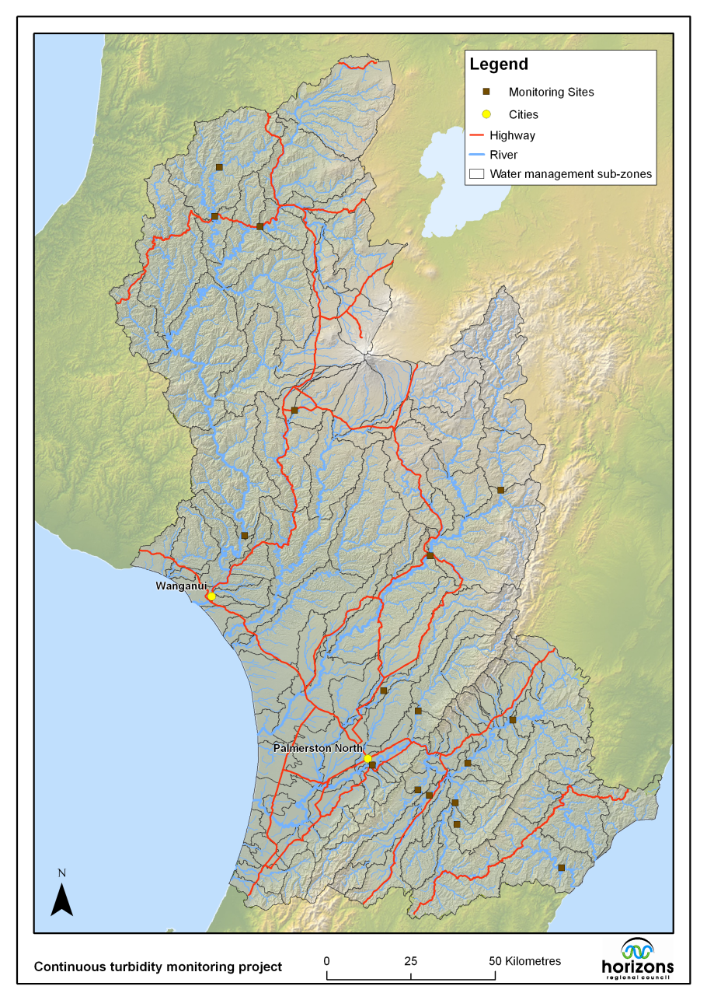 Legend
Monitoring Sites
Cities
Highway
River
Water management sub-zones
Wanganui
Palmerston North
N
Continuous turbidity monitoring project
0 25 50 Kilometres
horizons
regional council